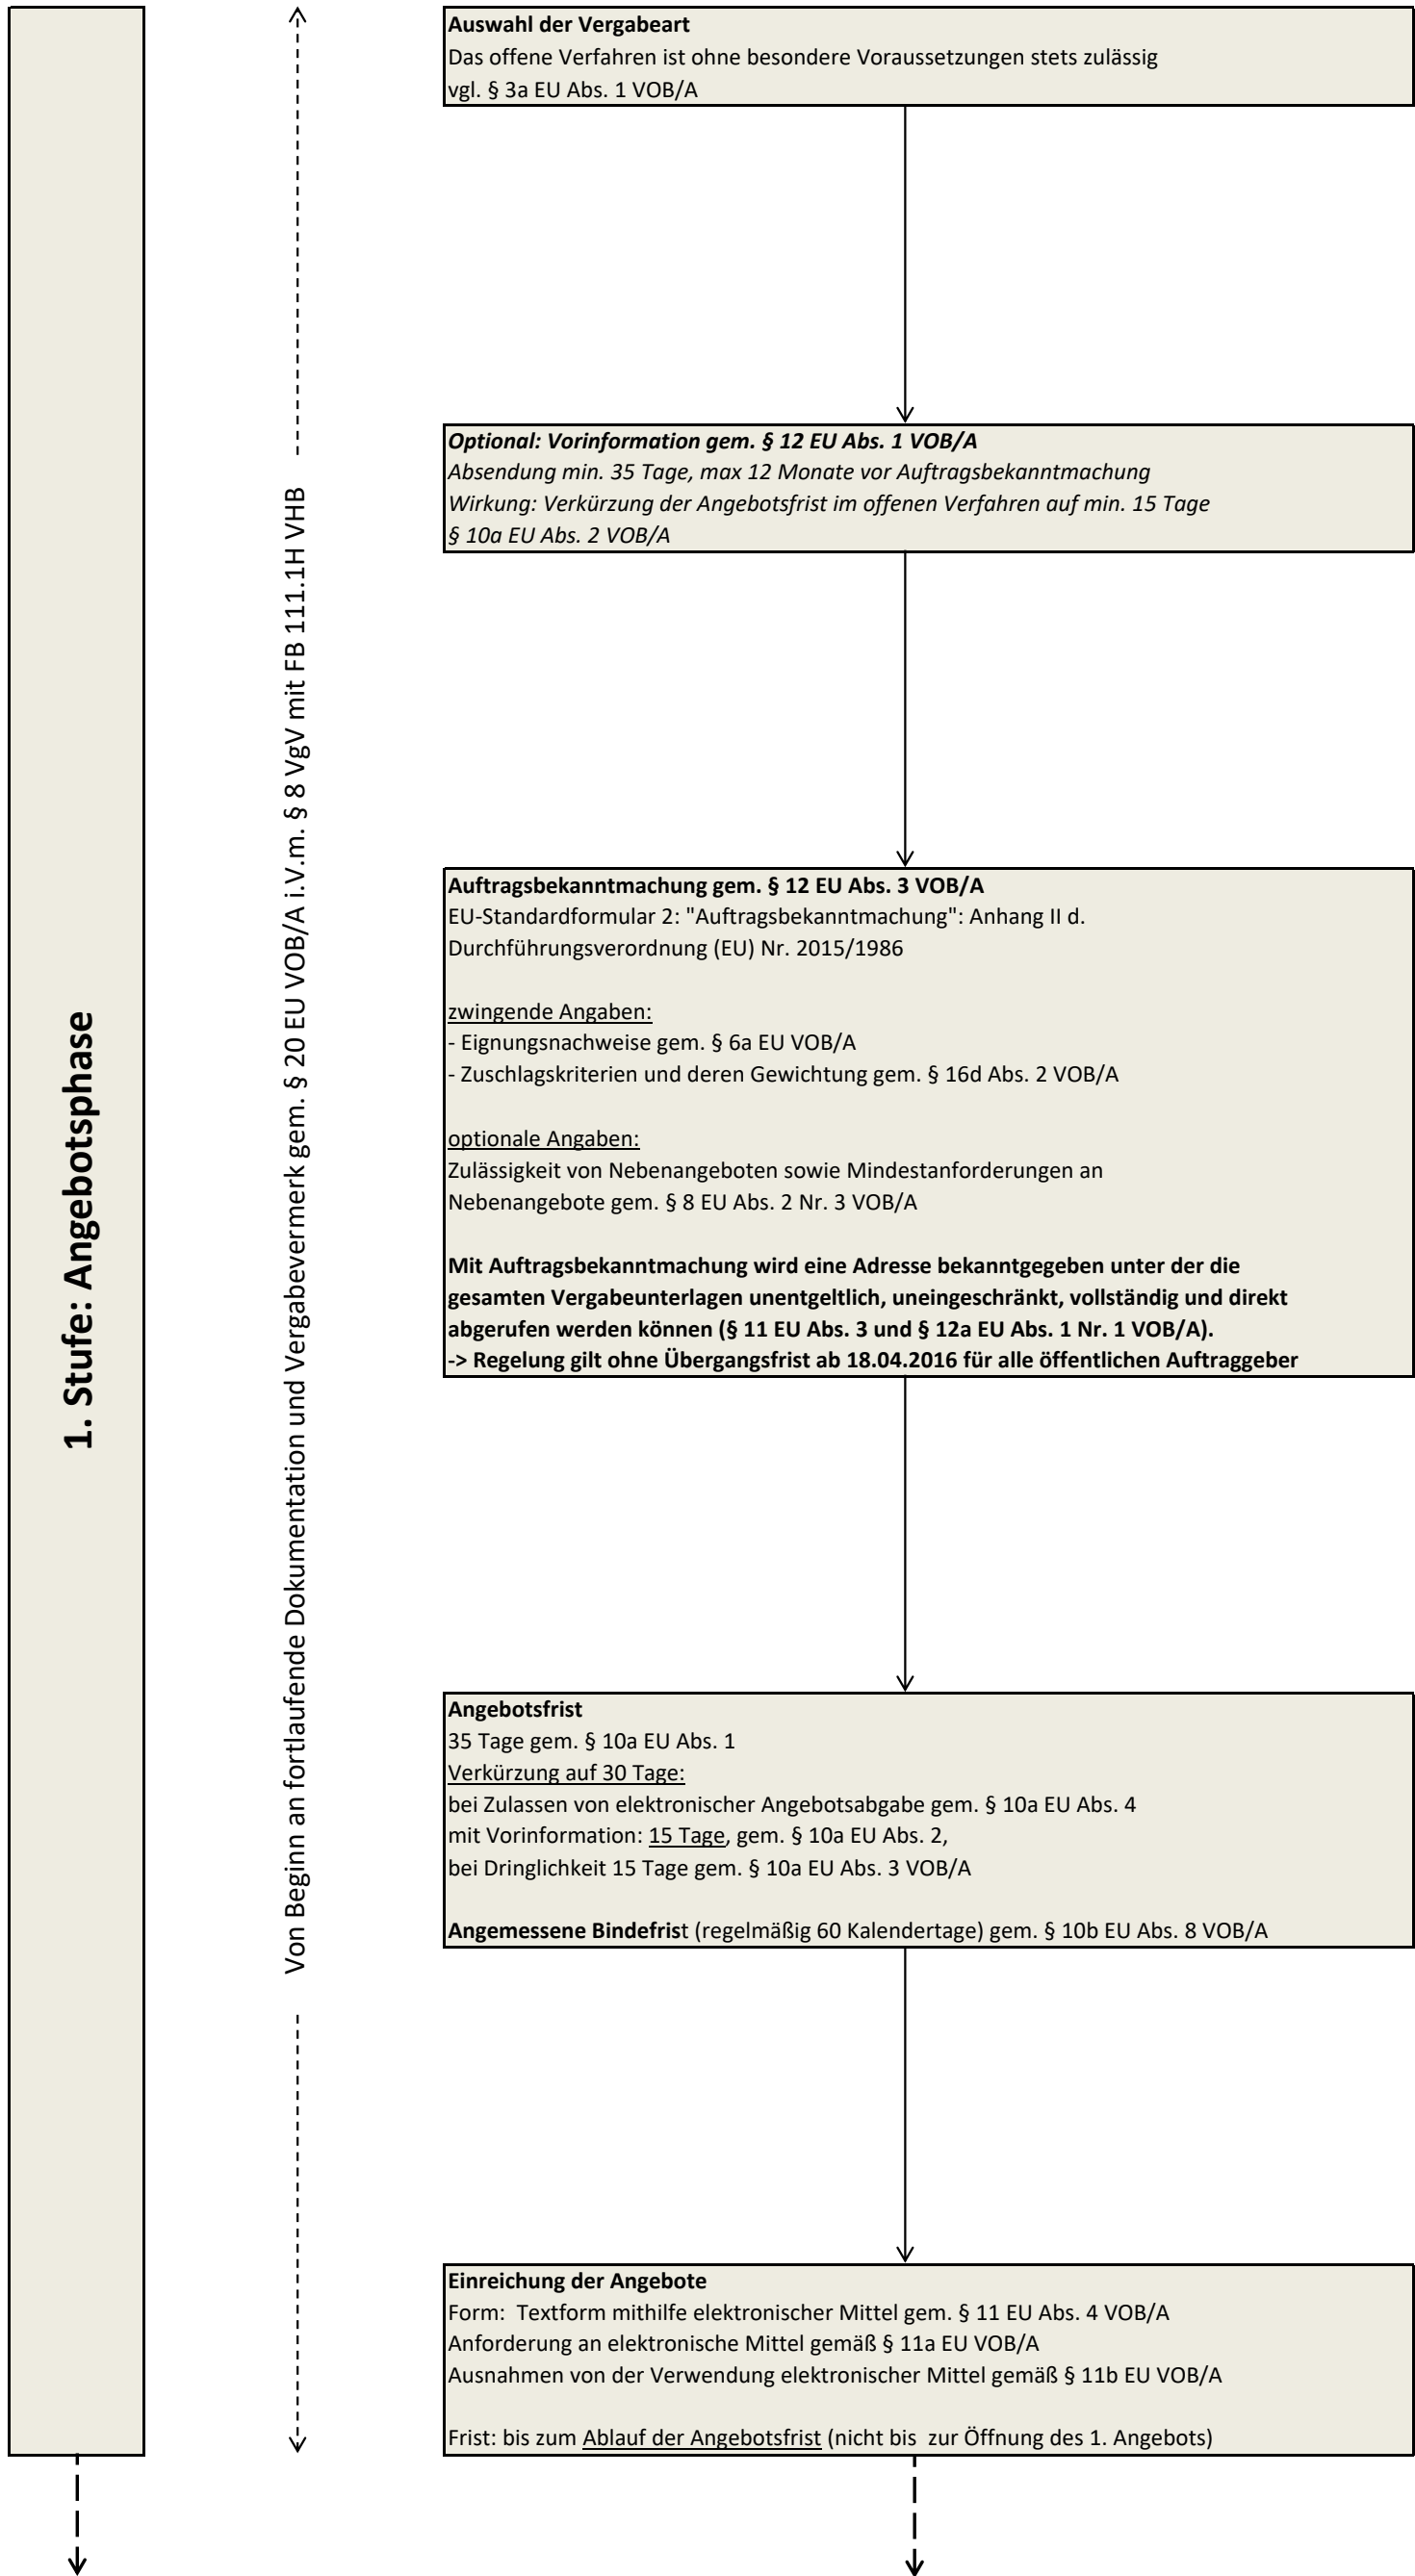 1. Stufe: Angebotsphase
Von Beginn an fortlaufende Dokumentation und Vergabevermerk gem. § 20 EU VOB/A i.V.m. § 8 VgV mit FB 111.1H VHB
Auswahl der Vergabeart
Das offene Verfahren ist ohne besondere Voraussetzungen stets zulässig
vgl. § 3a EU Abs. 1 VOB/A
Optional: Vorinformation gem. § 12 EU Abs. 1 VOB/A
Absendung min. 35 Tage, max 12 Monate vor Auftragsbekanntmachung
Wirkung: Verkürzung der Angebotsfrist im offenen Verfahren auf min. 15 Tage
§ 10a EU Abs. 2 VOB/A
Auftragsbekanntmachung gem. § 12 EU Abs. 3 VOB/A
EU-Standardformular 2: "Auftragsbekanntmachung": Anhang II d.
Durchführungsverordnung (EU) Nr. 2015/1986
zwingende Angaben:
- Eignungsnachweise gem. § 6a EU VOB/A
- Zuschlagskriterien und deren Gewichtung gem. § 16d Abs. 2 VOB/A
optionale Angaben:
Zulässigkeit von Nebenangeboten sowie Mindestanforderungen an
Nebenangebote gem. § 8 EU Abs. 2 Nr. 3 VOB/A
Mit Auftragsbekanntmachung wird eine Adresse bekanntgegeben unter der die
gesamten Vergabeunterlagen unentgeltlich, uneingeschränkt, vollständig und direkt
abgerufen werden können (§ 11 EU Abs. 3 und § 12a EU Abs. 1 Nr. 1 VOB/A).
-> Regelung gilt ohne Übergangsfrist ab 18.04.2016 für alle öffentlichen Auftraggeber
Angebotsfrist
35 Tage gem. § 10a EU Abs. 1
Verkürzung auf 30 Tage:
bei Zulassen von elektronischer Angebotsabgabe gem. § 10a EU Abs. 4
mit Vorinformation: 15 Tage, gem. § 10a EU Abs. 2,
bei Dringlichkeit 15 Tage gem. § 10a EU Abs. 3 VOB/A
Angemessene Bindefrist (regelmäßig 60 Kalendertage) gem. § 10b EU Abs. 8 VOB/A
Einreichung der Angebote
Form:  Textform mithilfe elektronischer Mittel gem. § 11 EU Abs. 4 VOB/A
Anforderung an elektronische Mittel gemäß § 11a EU VOB/A
Ausnahmen von der Verwendung elektronischer Mittel gemäß § 11b EU VOB/A
Frist: bis zum Ablauf der Angebotsfrist (nicht bis  zur Öffnung des 1. Angebots)